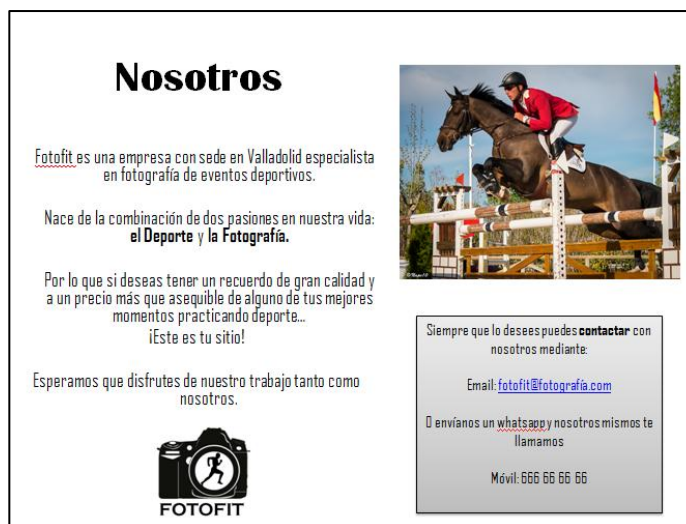 Nosotros
Fotofit es una empresa con sede en Valladolid especialista
en fotografía de eventos deportivos.
Nace de la combinación de dos pasiones en nuestra vida:
el Deporte y la Fotografía.
Por lo que si deseas tener un recuerdo de gran calidad y
a un precio más que asequible de alguno de tus mejores
momentos practicando deporte...
¡Este es tu sitio!
Esperamos que disfrutes de nuestro trabajo tanto como
nosotros.
FOTOFIT
Siempre que lo desees puedes contactar con
nosotros mediante:
Email: fotofit@fotografía.com
envíanos un whatsapp y nosotros mismos te
llamamos
Móvil: 666 66 66 66